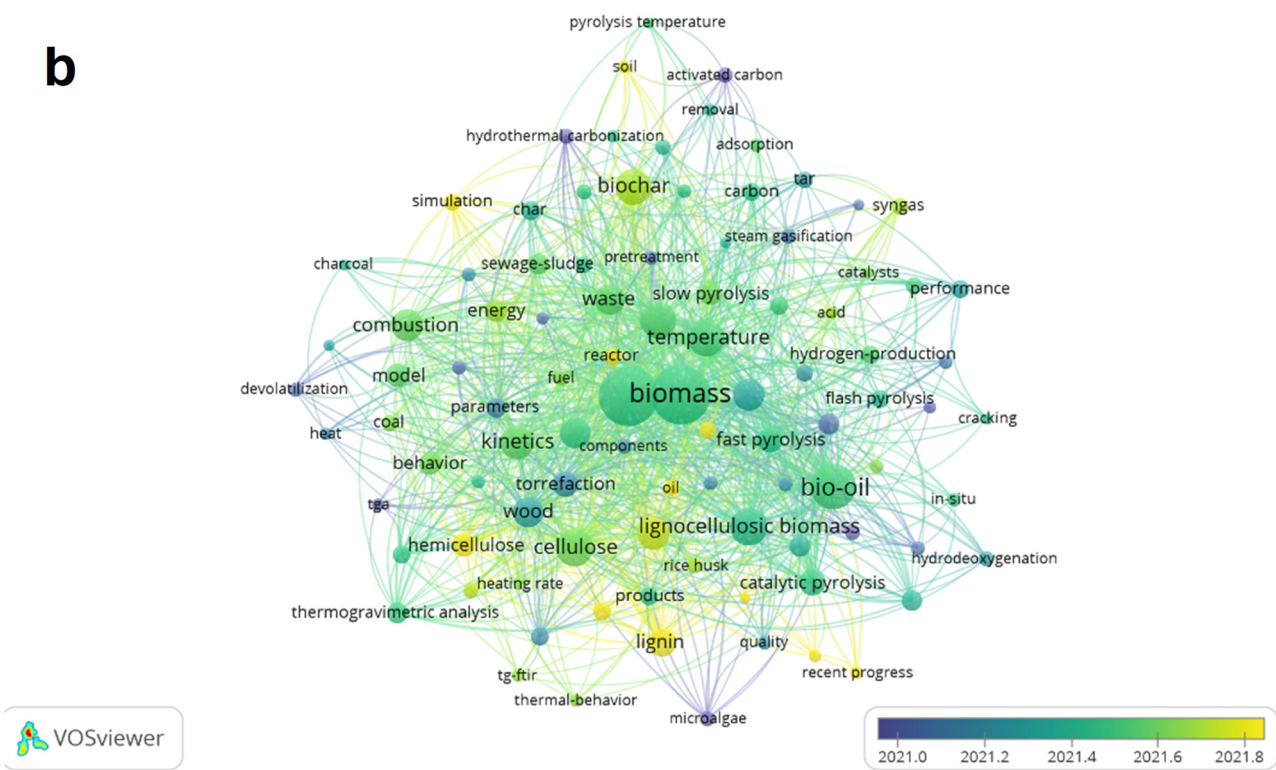 pyrolysis temperature
b
soil
activated carbon
removal
hydrothermal carbonization
adsorption
biochar
tar
carbon
simulation
char
syngas
steam gasification
pretreatment
charcoal
sewage-sludge
catalysts
performance
slow pyrolysis
waste
energy
acid
combustion
temperature
reactor
hydrogen-production
model
fuel
devolatilization
biomass
flash pyrolysis
parameters
cracking
coal
heat
kinetics
components
fast pyrolysis
behavior
torrefaction
oil
bio-oil
in-situ
tga
wood
lignocellulosic biomass
hemicellulose
cellulose
hydrodeoxygenation
rice husk
heating rate
catalytic pyrolysis
products
thermogravimetric analysis
lignin
quality
tg-ftir
recent progress
thermal-behavior
microalgae
VOSviewer
2021.0 2021.2 2021.4 2021.6 2021.8